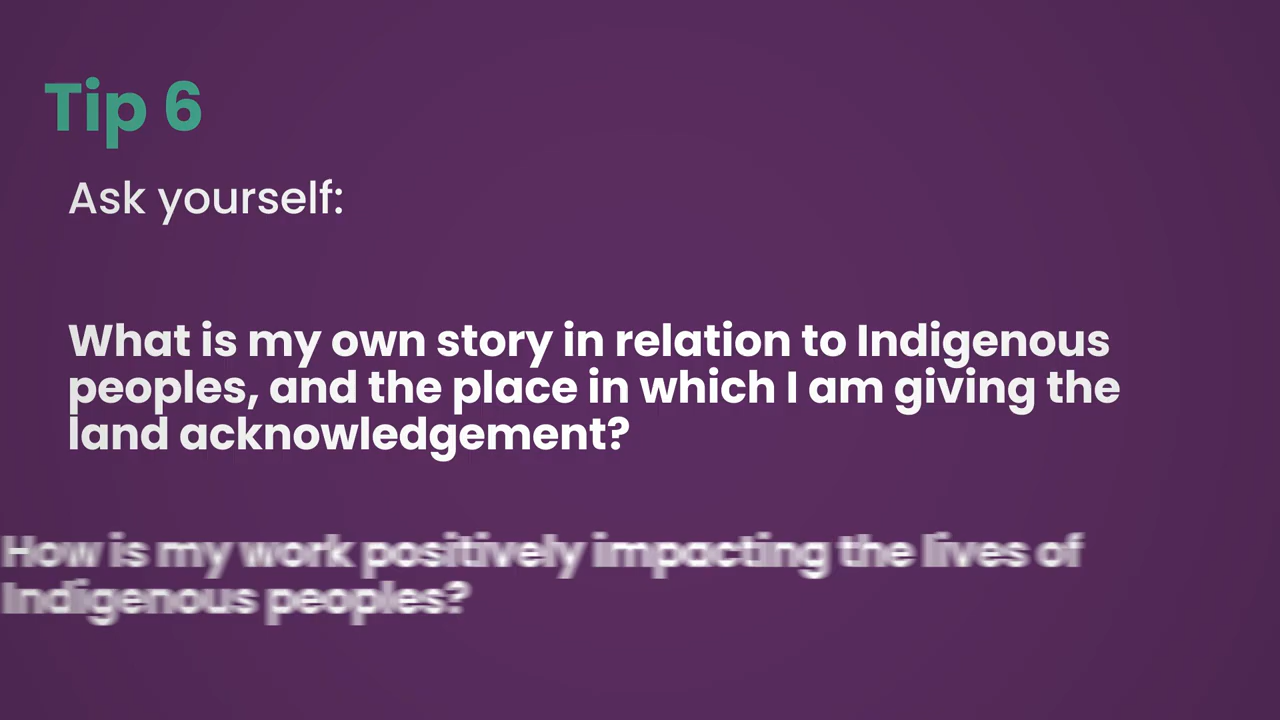 Tip 6
Ask yourself:
What is my own story in relation to Indigenous
peoples, and the place in which I am giving the
land acknowledgement?
How is my work positively impacting the lives of
Indigenous peoples?